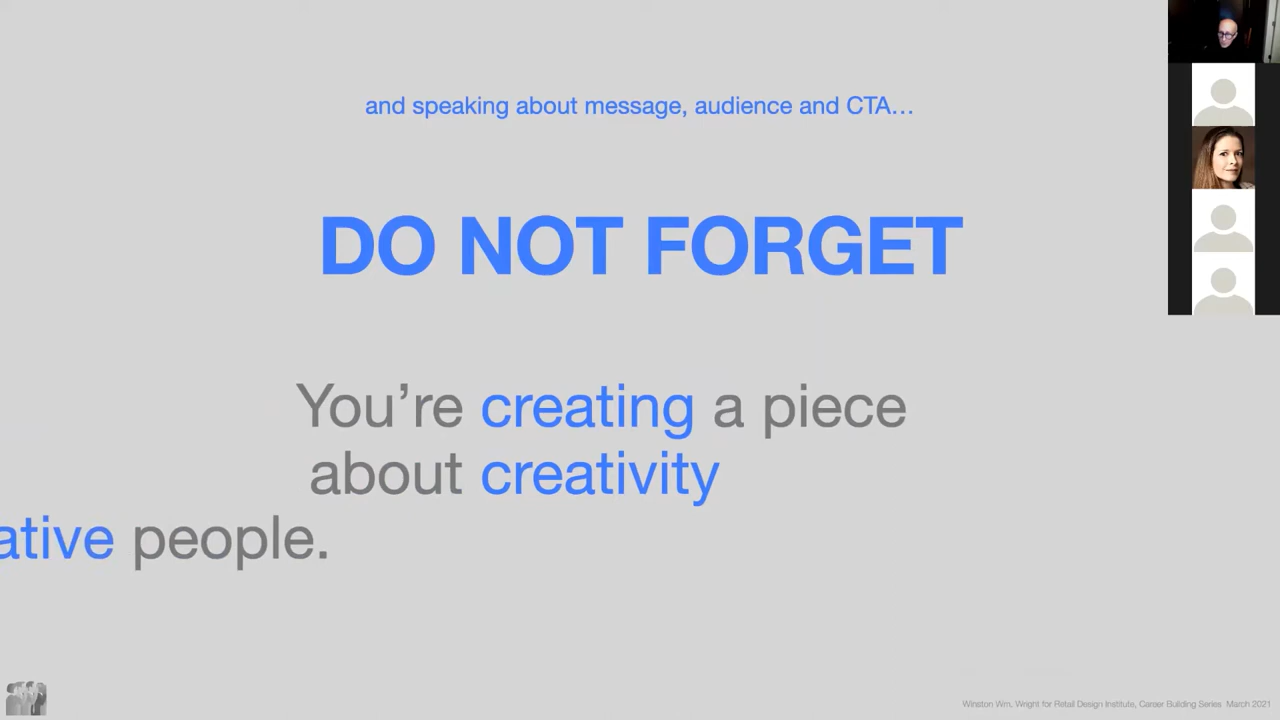 and speaking about message, audience and CTA…
DO NOT FORGET
You’re creating a piece
about creativity
ative people.
Winston Wm. Wright for Retail Design Institute, Career Building Series March 2021